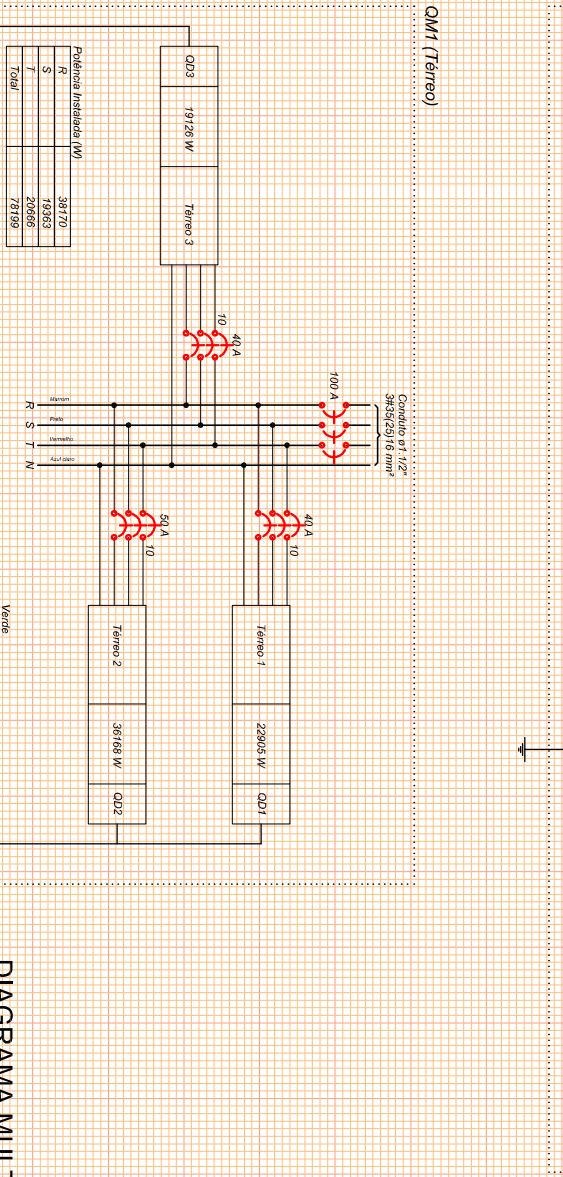 QM1 (Térreo)
Conduto ø1.1/2"
3#35(25)16 mm²
100 A
40 A
10
Térreo 1
22905 W
QD1
QD3
19126 W
Térreo 3
10
40 A
50 A
10
Térreo 2
36168 W
QD2
R
Marrom
S
Preto
T
Vermelho
N
Azul claro
Potência Instalada (W)
R 38170
S 19363
T 20666
Total 78199
Verde
DIAGRAMA MULT